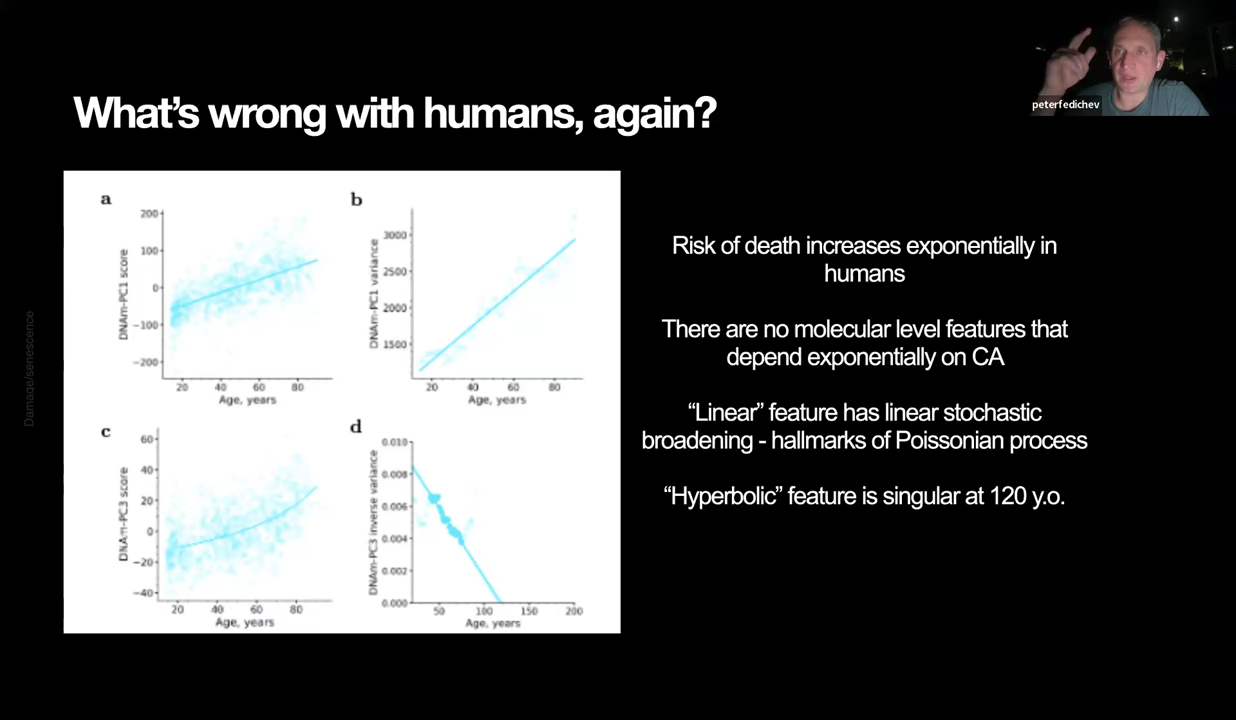 peterfedichev
What's wrong with humans, again?
Damage/senescence
a
200
100
0
−100
−200
DNAm-PC1 score
20 40 60 80
Age, years
b
3000
2500
2000
1500
DNAm-PC1 variance
20 40 60 80
Age, years
c
60
40
20
0
−20
−40
DNAm-PC3 score
20 40 60 80
Age, years
d
0.010
0.008
0.006
0.004
0.002
0.000
DNAm-PC3 inverse variance
50 100 150 200
Age, years
Risk of death increases exponentially in
humans
There are no molecular level features that
depend exponentially on CA
“Linear” feature has linear stochastic
broadening - hallmarks of Poissonian process
“Hyperbolic” feature is singular at 120 y.o.